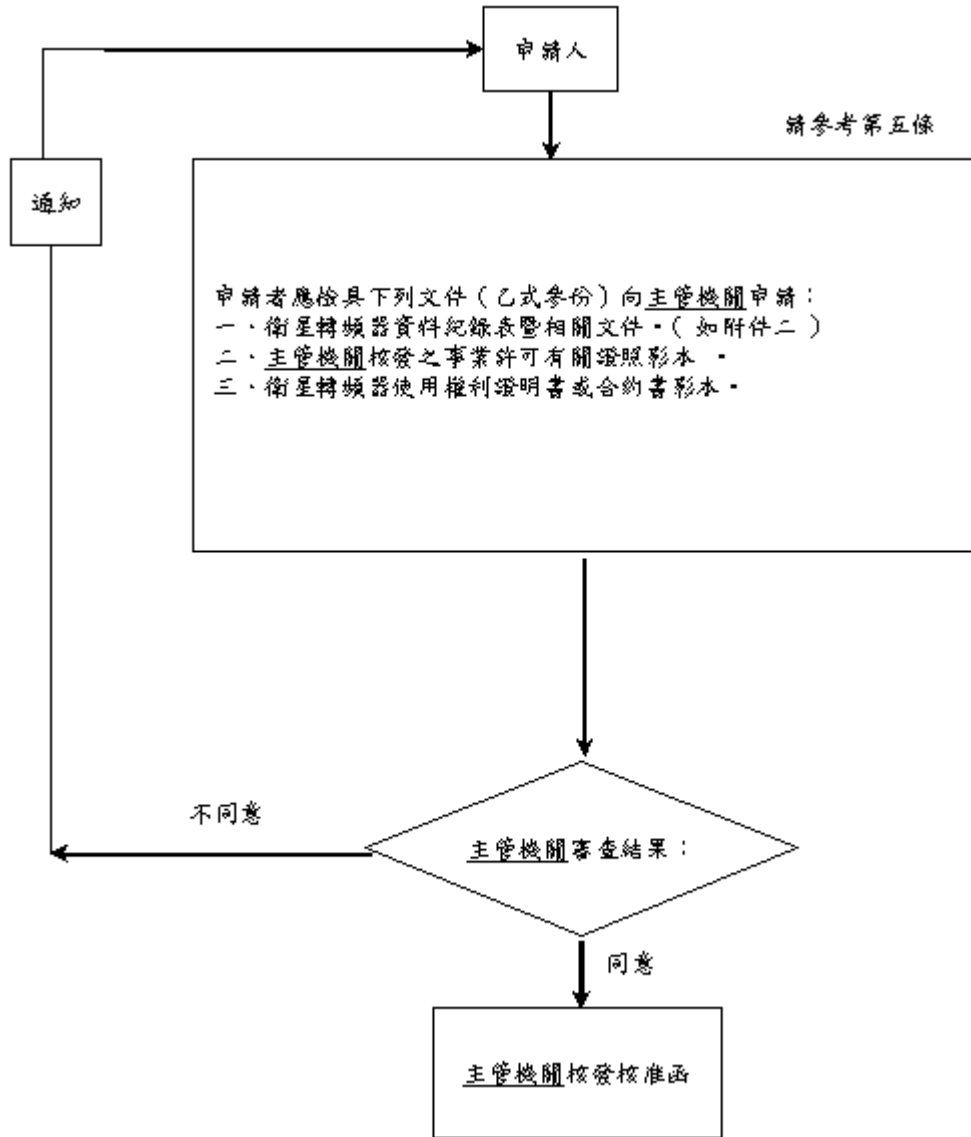 申請人
請參考第五條
通知
申請者應檢具下列文件（乙式參份）向主管機關申請：
一、衛星轉頻器資料紀錄表暨相關文件。（如附件二）
二、主管機關核發之事業許可有關證照影本 。
三、衛星轉頻器使用權利證明書或合約書影本。
不同意
主管機關審查結果：
同意
主管機關核發核准函